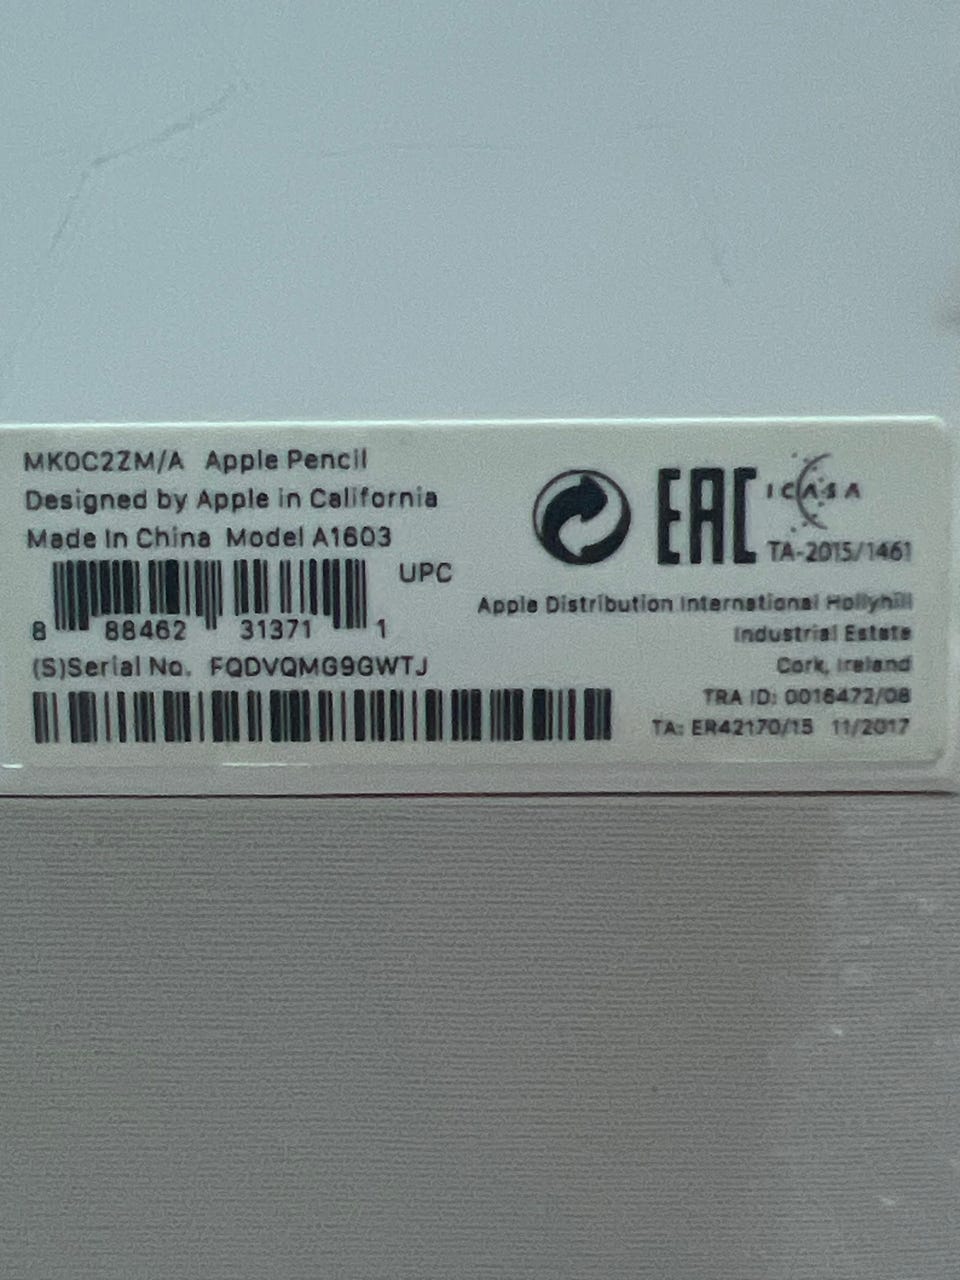 MK0C2ZM/A Apple Pencil
Designed by Apple in California
Made In China Model A1603
UPC
8 88462 31371 1
(S)Serial No. FQDVQMG9GWTJ
EAC
ICASA
TA-2015/1461
Apple Distribution International Hollyhill
Industrial Estate
Cork, Ireland
TRA ID: 0016472/08
TA: ER42170/15 11/2017